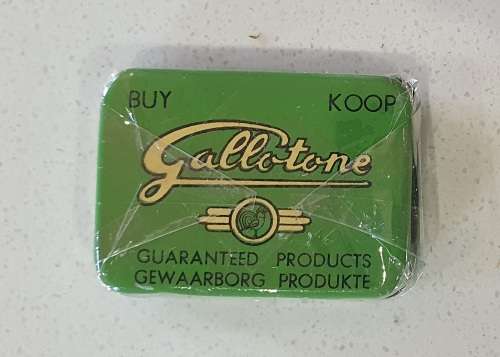 BUY KOOP
Gallotone
GUARANTEED PRODUCTS
GEWAARBORG PRODUKTE